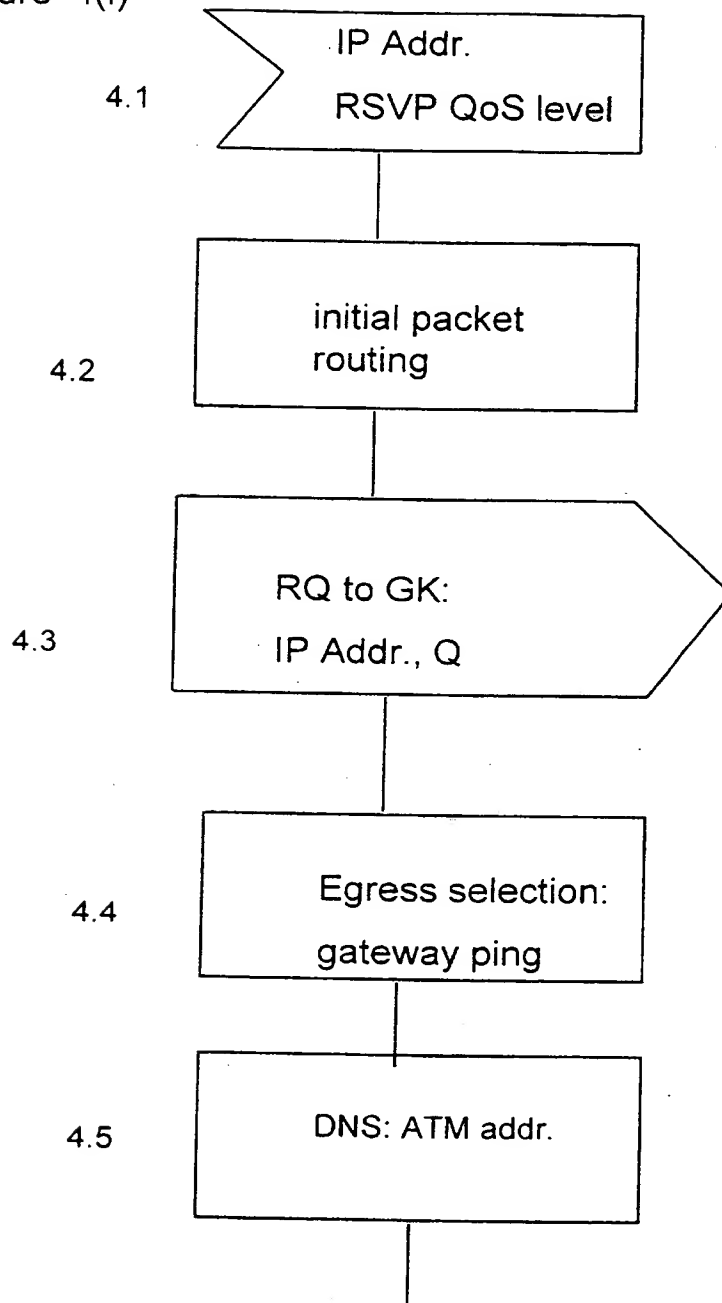 4(i)
IP Addr.
4.1
RSVP QoS level
initial packet
routing
4.2
RQ to GK:
4.3
IP Addr., Q
Egress selection:
4.4
gateway ping
4.5
DNS: ATM addr.